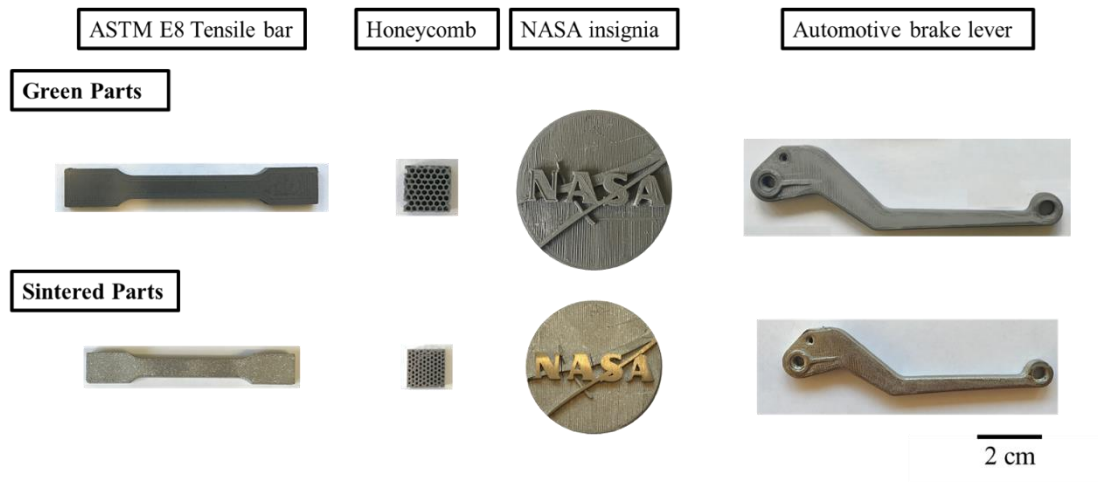 ASTM E8 Tensile bar
Honeycomb
NASA insignia
Automotive brake lever
Green Parts
NASA
Sintered Parts
NASA
2 cm